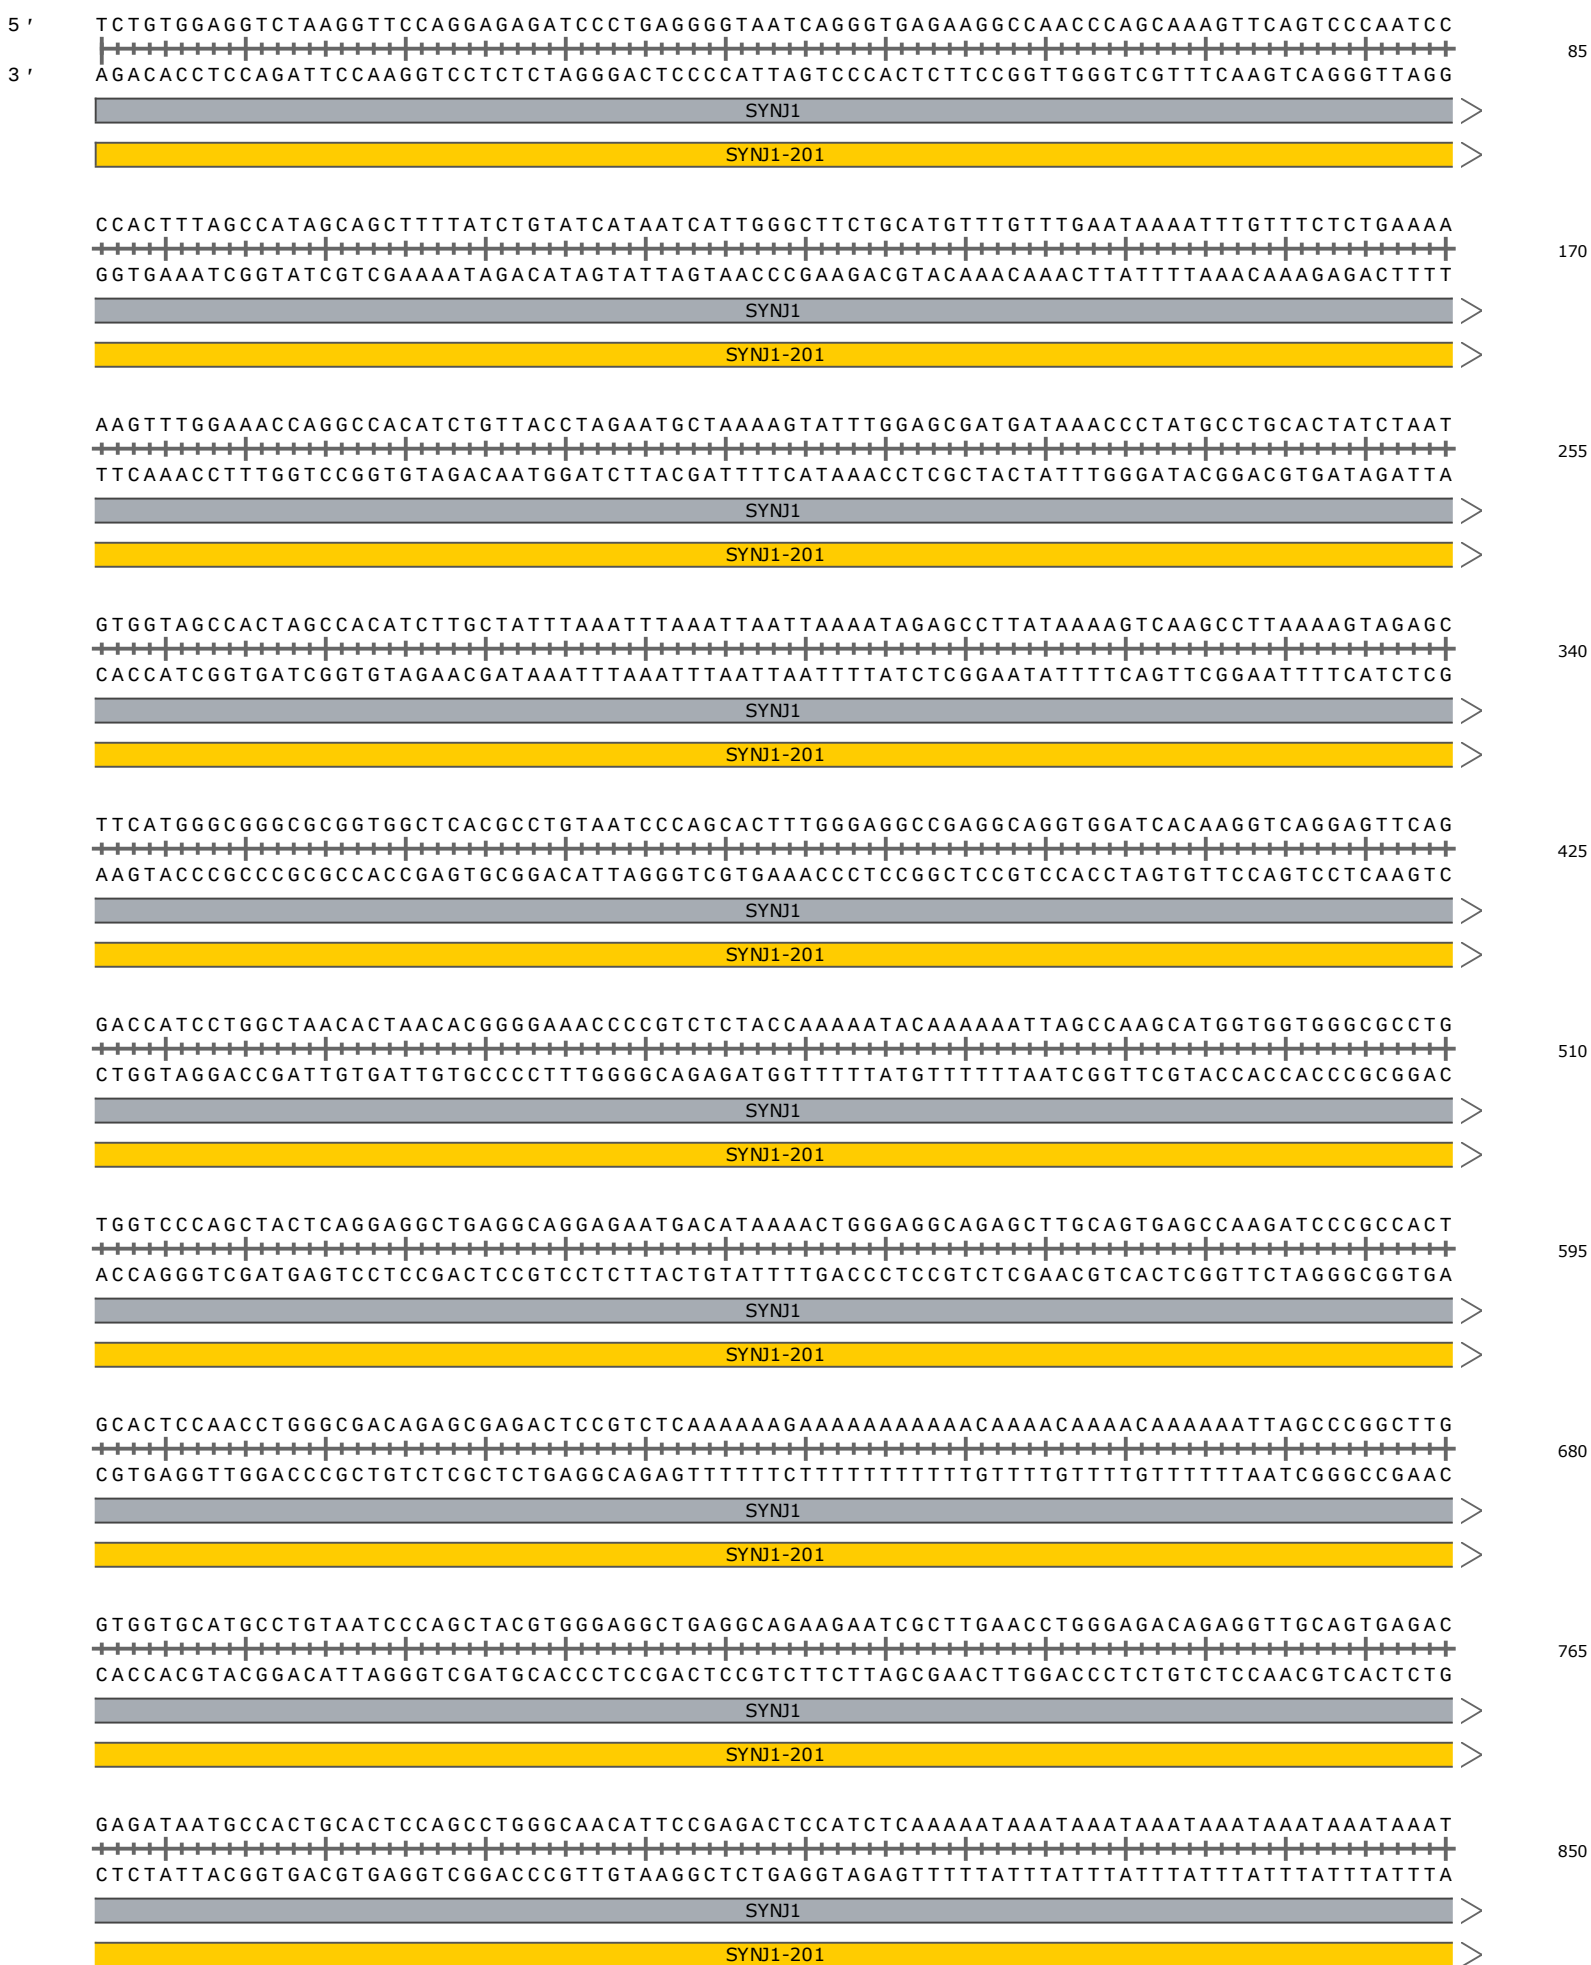 5 ′ TCTGTGGAGGTCTAAGGTTCCAGGAGAGATCCCTGAGGGGTAATCAGGGTGAGAAGGCCAACCCAGCAAAGTTCAGTCCCAATCC
85
3 ′ AGACACCTCCAGATTCCAAGGTCCTCTCTAGGGACTCCCCATTAGTCCCACTCTTCCGGTTGGGTCGTTTCAAGTCAGGGTTAGG
SYNJ1
SYNJ1-201
CCACTTTAGCCATAGCAGCTTTTATCTGTATCATAATCATTGGGCTTCTGCATGTTTGTTTGAATAAAATTTGTTTCTCTGAAAA
170
GGTGAAATCGGTATCGTCGAAAATAGACATAGTATTAGTAACCCGAAGACGTACAAACAAACTTATTTTAAACAAAGAGACTTTT
SYNJ1
SYNJ1-201
AAGTTTGGAAACCAGGCCACATCTGTTACCTAGAATGCTAAAAGTATTTGGAGCGATGATAAACCCTATGCCTGCACTATCTAAT
255
TTCAAACCTTTGGTCCGGTGTAGACAATGGATCTTACGATTTTCATAAACCTCGCTACTATTTGGGATACGGACGTGATAGATTA
SYNJ1
SYNJ1-201
GTGGTAGCCACTAGCCACATCTTGCTATTTAAATTTAAATTAATTAAAATAGAGCCTTATAAAAGTCAAGCCTTAAAAGTAGAGC
340
CACCATCGGTGATCGGTGTAGAACGATAAATTTAAATTTAATTAATTTTATCTCGGAATATTTTCAGTTCGGAATTTTCATCTCG
SYNJ1
SYNJ1-201
TTCATGGGCGGGCGCGGTGGCTCACGCCTGTAATCCCAGCACTTTGGGAGGCCGAGGCAGGTGGATCACAAGGTCAGGAGTTCAG
425
AAGTACCCGCCCGCGCCACCGAGTGCGGACATTAGGGTCGTGAAACCCTCCGGCTCCGTCCACCTAGTGTTCCAGTCCTCAAGTC
SYNJ1
SYNJ1-201
GACCATCCTGGCTAACACTAACACGGGGAAACCCCGTCTCTACCAAAAATACAAAAAATTAGCCAAGCATGGTGGTGGGCGCCTG
510
CTGGTAGGACCGATTGTGATTGTGCCCCTTTGGGGCAGAGATGGTTTTTATGTTTTTTAATCGGTTCGTACCACCACCCGCGGAC
SYNJ1
SYNJ1-201
TGGTCCCAGCTACTCAGGAGGCTGAGGCAGGAGAATGACATAAAACTGGGAGGCAGAGCTTGCAGTGAGCCAAGATCCCGCCACT
595
ACCAGGGTCGATGAGTCCTCCGACTCCGTCCTCTTACTGTATTTTGACCCTCCGTCTCGAACGTCACTCGGTTCTAGGGCGGTGA
SYNJ1
SYNJ1-201
GCACTCCAACCTGGGCGACAGAGCGAGACTCCGTCTCAAAAAAGAAAAAAAAAAACAAAACAAAACAAAAAATTAGCCCGGCTTG
680
CGTGAGGTTGGACCCGCTGTCTCGCTCTGAGGCAGAGTTTTTTCTTTTTTTTTTTGTTTTGTTTTGTTTTTTAATCGGGCCGAAC
SYNJ1
SYNJ1-201
GTGGTGCATGCCTGTAATCCCAGCTACGTGGGAGGCTGAGGCAGAAGAATCGCTTGAACCTGGGAGACAGAGGTTGCAGTGAGAC
765
CACCACGTACGGACATTAGGGTCGATGCACCCTCCGACTCCGTCTTCTTAGCGAACTTGGACCCTCTGTCTCCAACGTCACTCTG
SYNJ1
SYNJ1-201
GAGATAATGCCACTGCACTCCAGCCTGGGCAACATTCCGAGACTCCATCTCAAAAATAAATAAATAAATAAATAAATAAATAAAT
850
CTCTATTACGGTGACGTGAGGTCGGACCCGTTGTAAGGCTCTGAGGTAGAGTTTTTATTTATTTATTTATTTATTTATTTATTTA
SYNJ1
SYNJ1-201